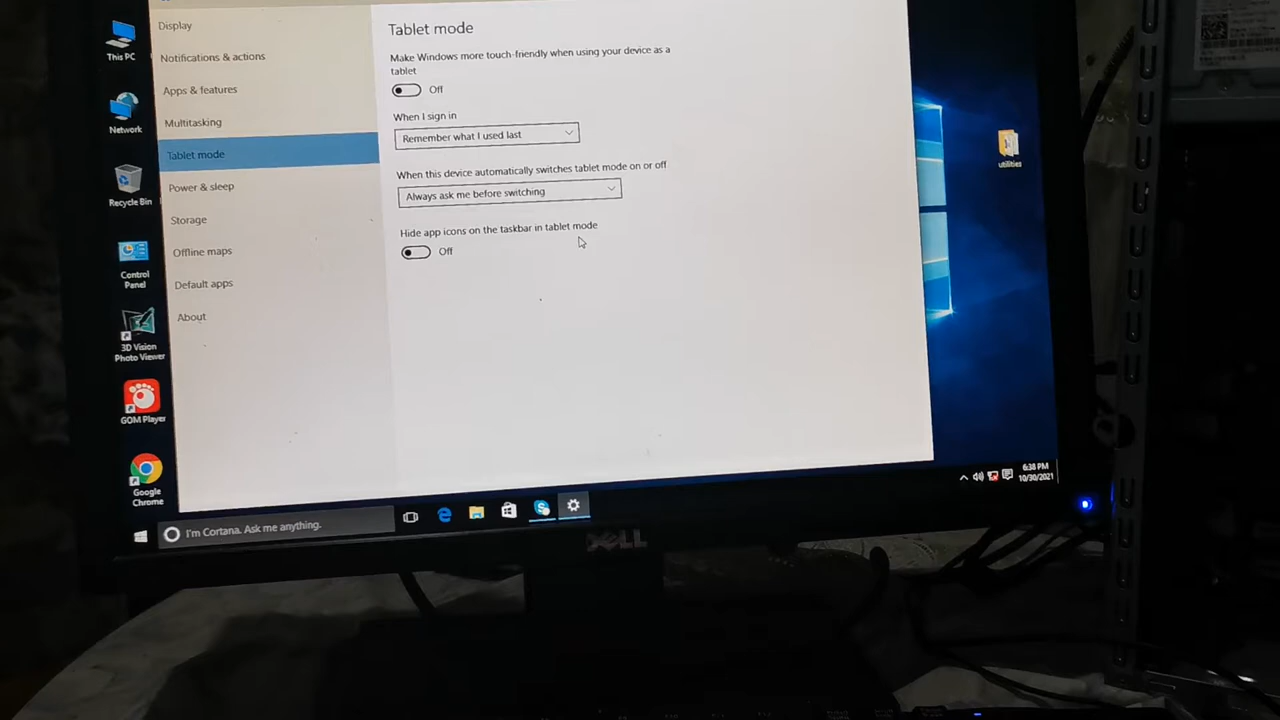 This PC
Network
Recycle Bin
Control
Panel
3D Vision
Photo Viewer
GOM Player
Google
Chrome
Display
Notifications & actions
Apps & features
Multitasking
Tablet mode
Power & sleep
Storage
Offline maps
Default apps
About
Tablet mode
Make Windows more touch-friendly when using your device as a
tablet
Off
When I sign in
Remember what I used last
When this device automatically switches tablet mode on or off
Always ask me before switching
Hide app icons on the taskbar in tablet mode
Off
utilities
I'm Cortana. Ask me anything.
6:38 PM
10/30/2021
DELL